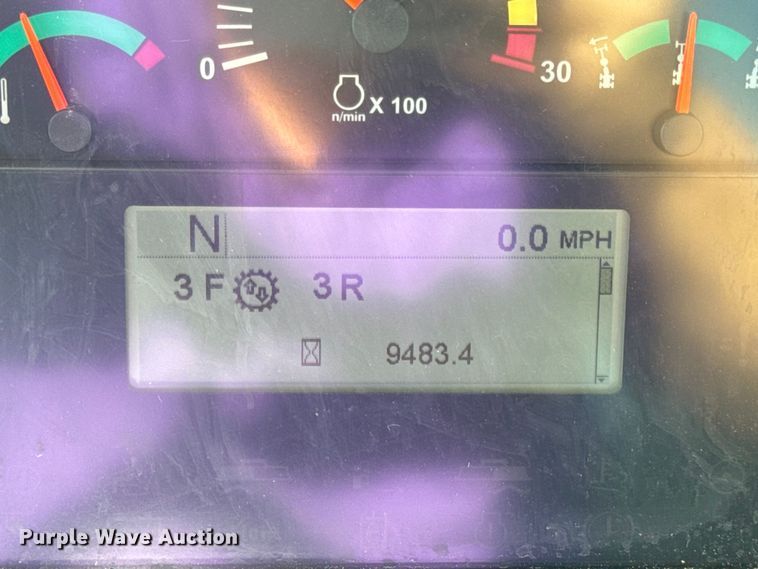 0
30
n/min X 100
N 0.0 MPH
3 F 3 R
9483.4
Purple Wave Auction